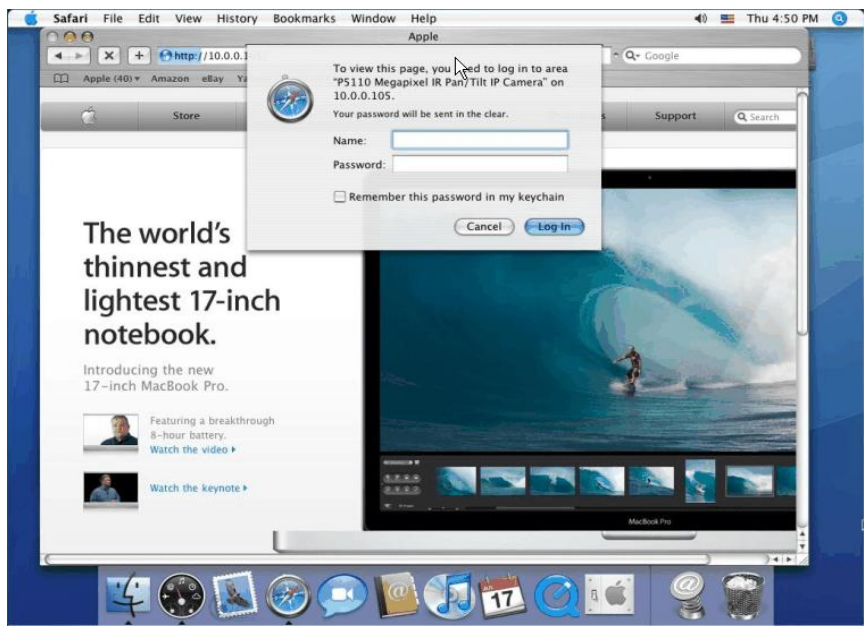 Safari File Edit View History Bookmarks Window Help Thu 4:50 PM
Apple
http://10.0.0.1
Google
Apple (40) Amazon eBay
To view this page, you need to log in to area
"P5110 Megapixel IR Pan/Tilt IP Camera" on
10.0.0.105.
Your password will be sent in the clear.
Store
Support
Search
Name:
Password:
Remember this password in my keychain
Cancel Log In
The world's
thinnest and
lightest 17-inch
notebook.
Introducing the new
17-inch MacBook Pro.
Featuring a breakthrough
8-hour battery.
Watch the video
Watch the keynote
MacBook Pro
JUL
17